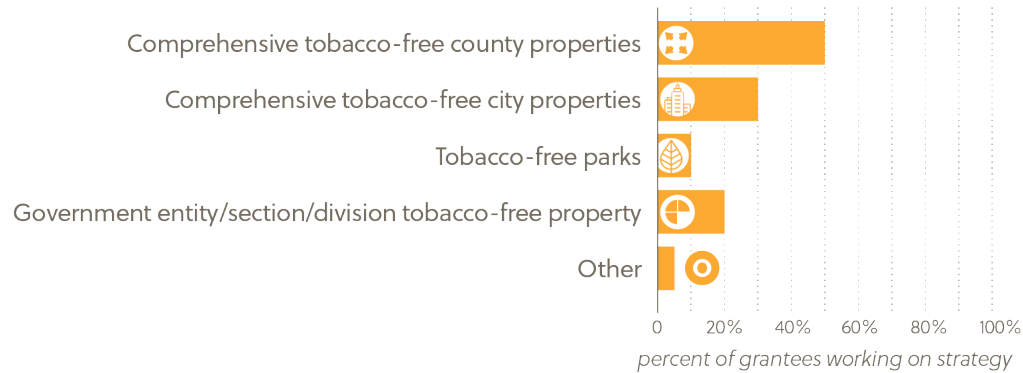 Comprehensive tobacco-free county properties
Comprehensive tobacco-free city properties
Tobacco-free parks
Government entity/section/division tobacco-free property
Other
0 20% 40% 60% 80% 100%
percent of grantees working on strategy